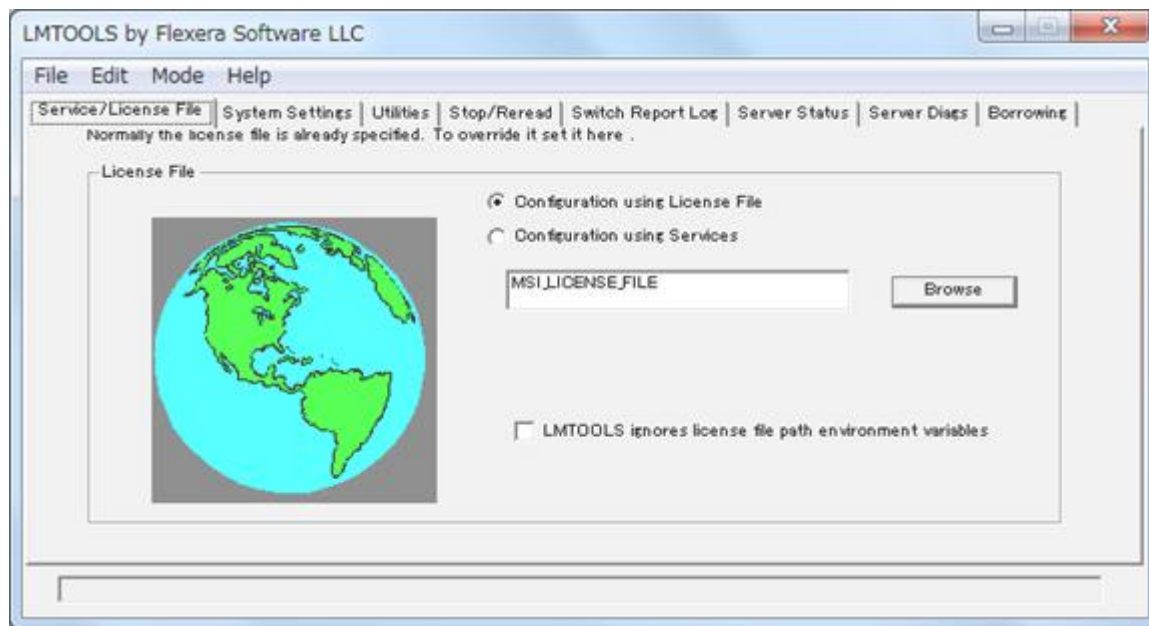 LMTOOLS by Flexera Software LLC
File Edit Mode Help
Service/License File System Settings Utilities Stop/Reread Switch Report Log Server Status Server Diags Borrowing
Normally the license file is already specified. To override it set it here .
License File
Configuration using License File
Configuration using Services
MSI_LICENSE_FILE
Browse
LMTOOLS ignores license file path environment variables